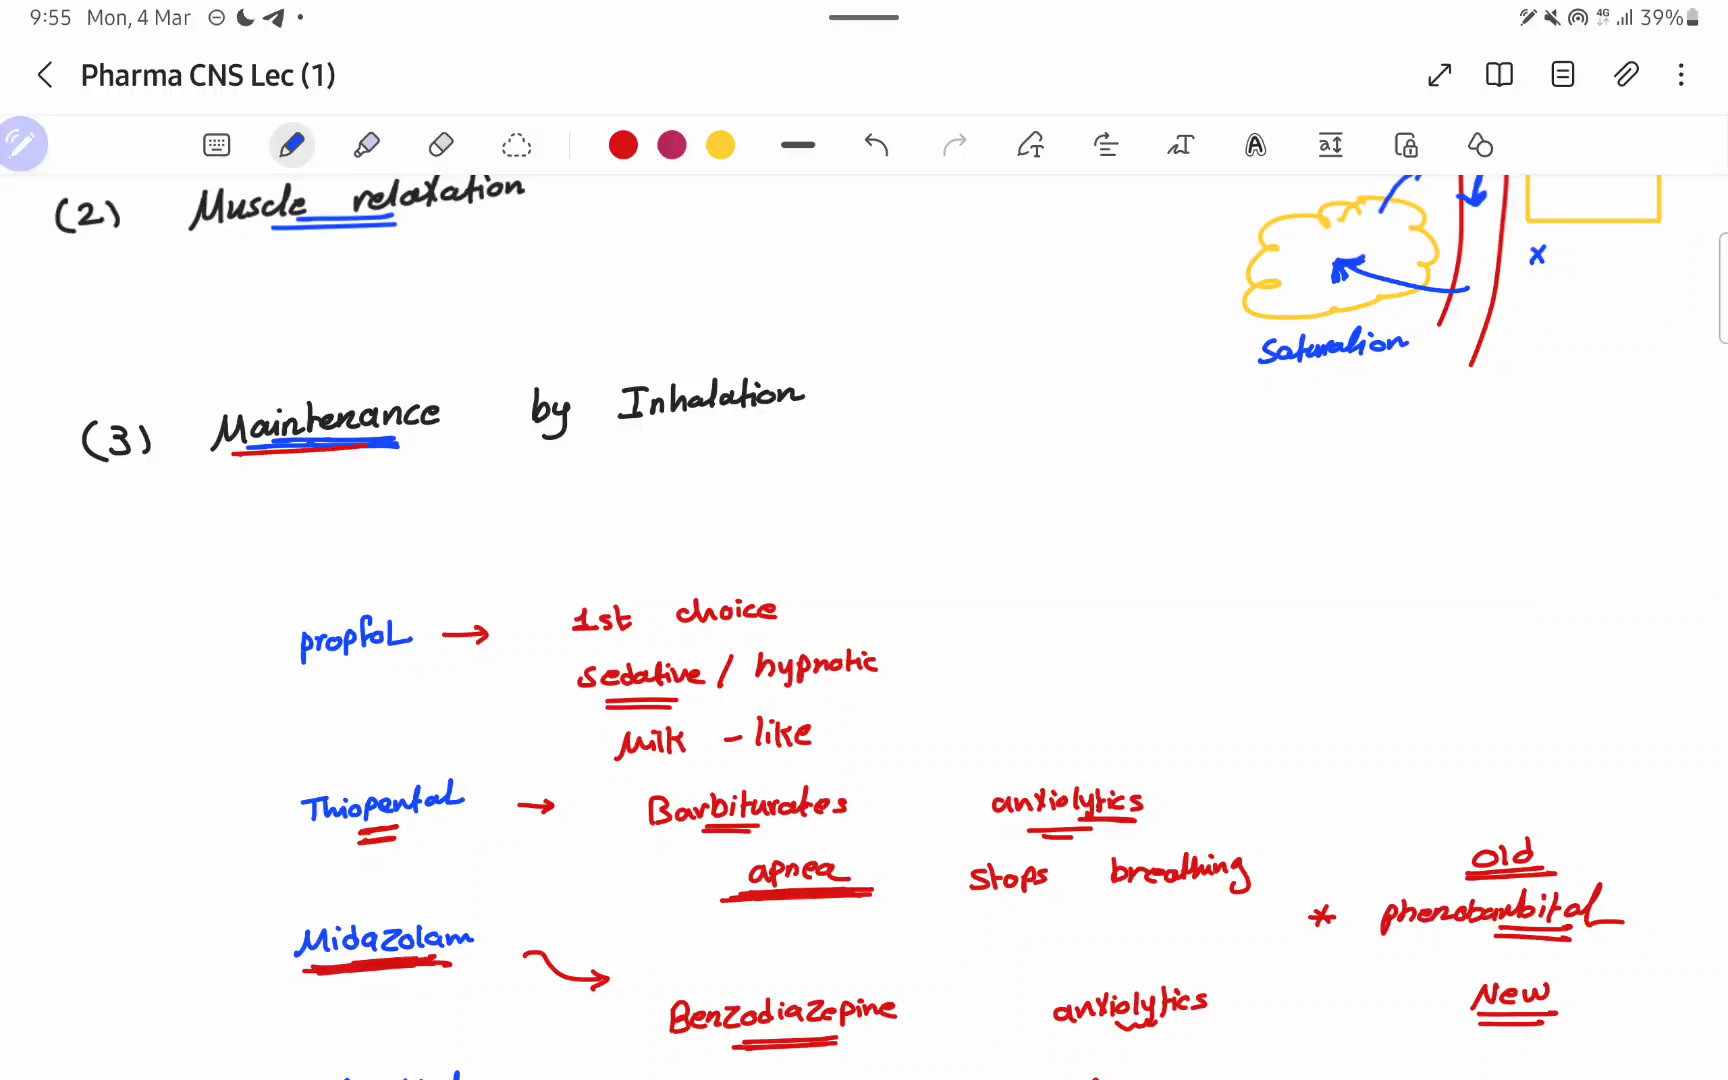 9:55 Mon, 4 Mar 4G 39%
Pharma CNS Lec (1)
(2) Muscle relaxation
x
Saturation
(3) Maintenance by Inhalation
propfol → 1st choice
sedative / hypnotic
Milk - like
Thiopental → Barbiturates anxiolytics
apnea stops breathing
Old
* phenobarbital
Midazolam
Benzodiazepine anxiolytics
New